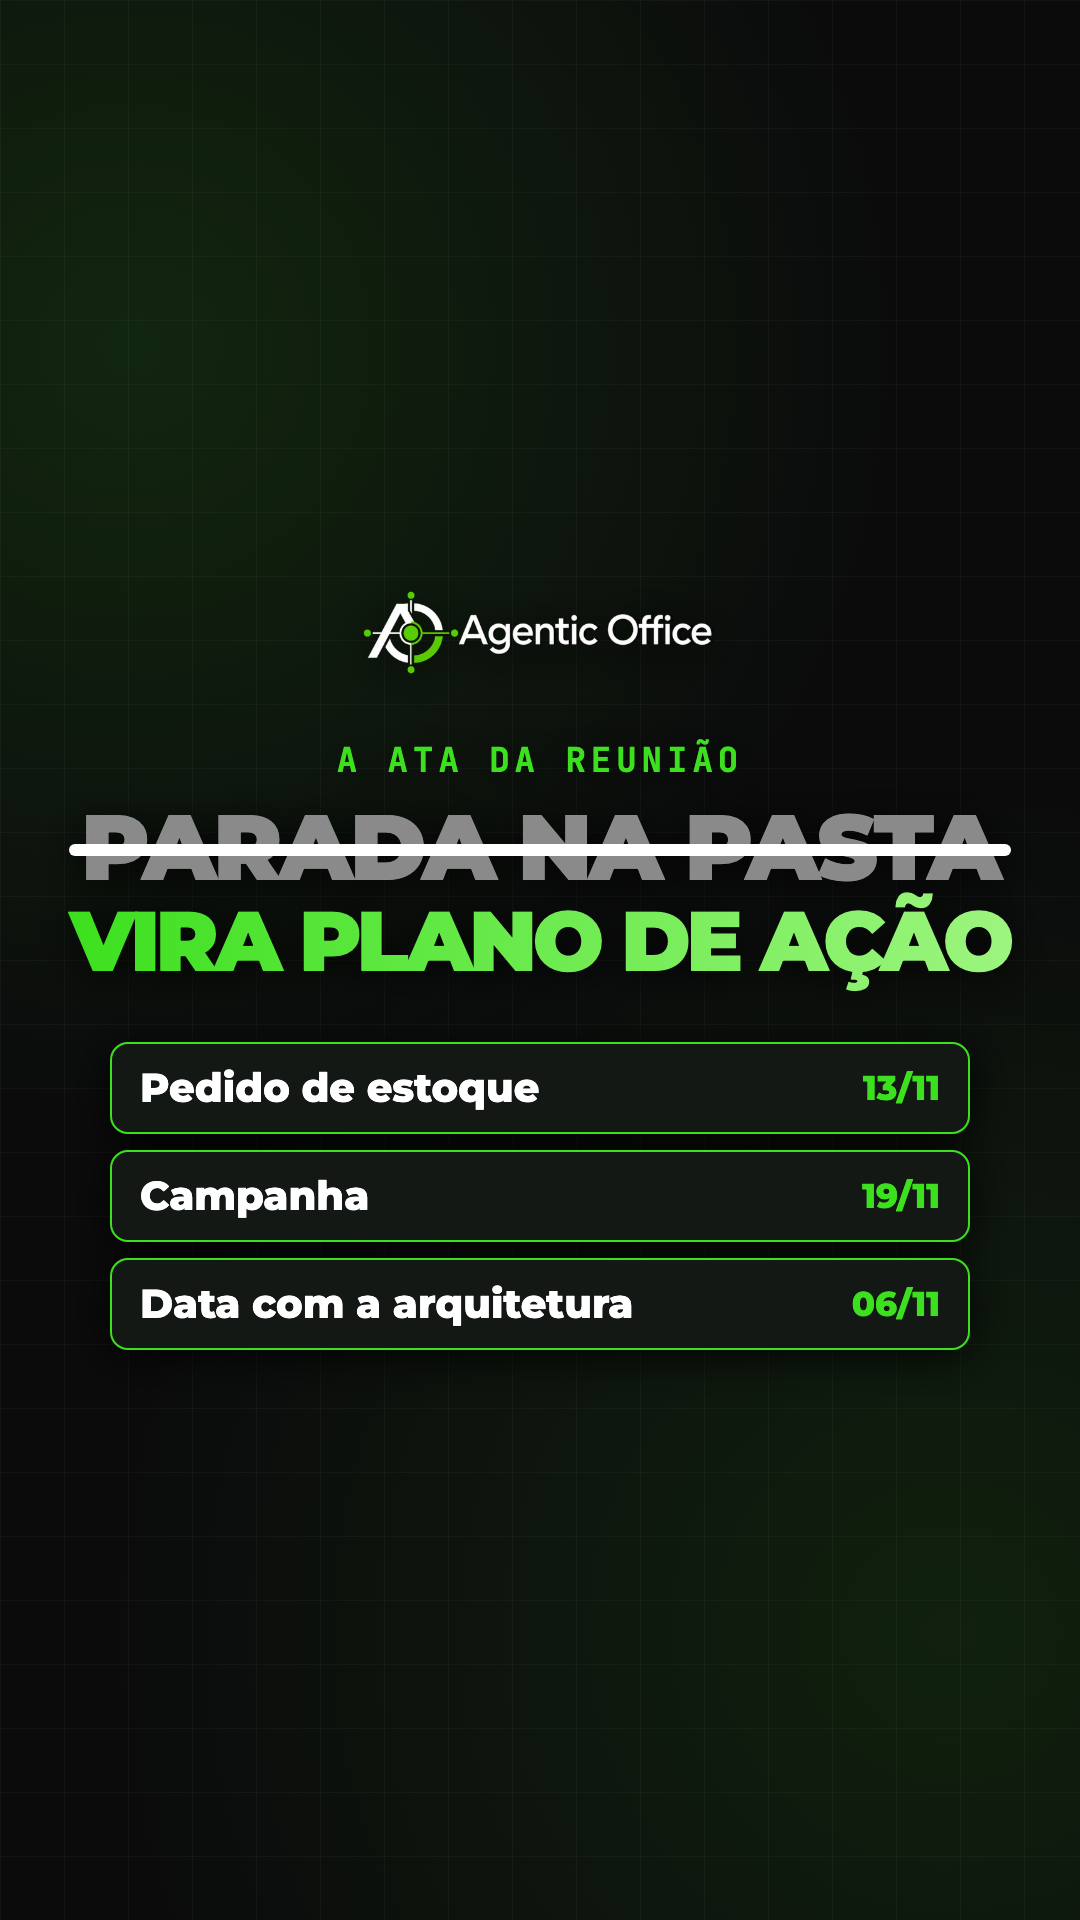 Agentic Office
A ATA DA REUNIÃO
PARADA NA PASTA
VIRA PLANO DE AÇÃO
Pedido de estoque 13/11
Campanha 19/11
Data com a arquitetura 06/11